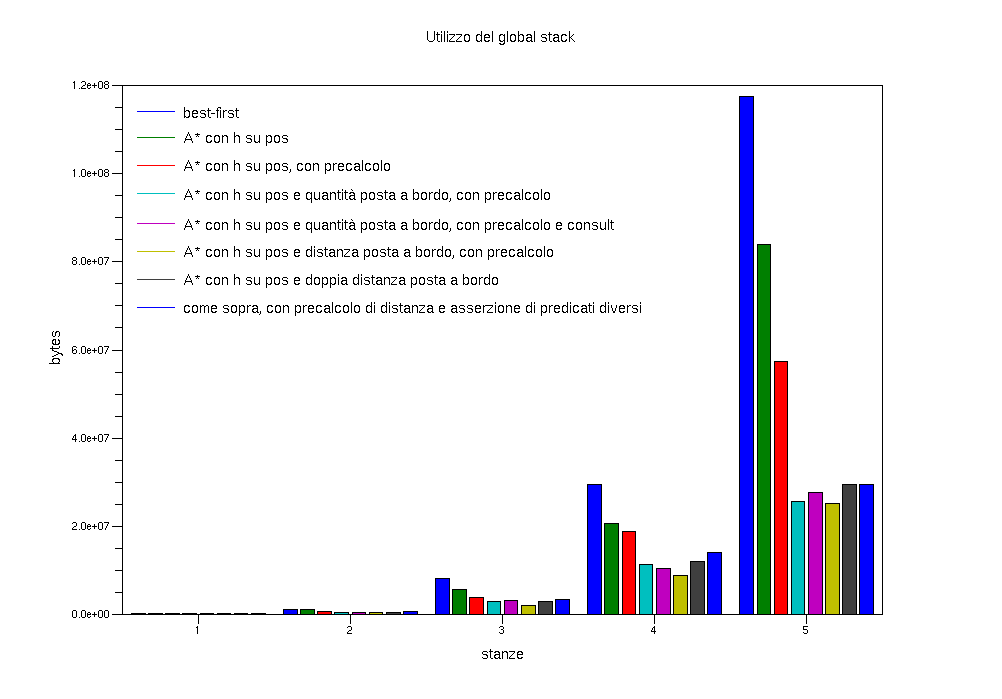 Utilizzo del global stack
1.2e+08
1.0e+08
8.0e+07
6.0e+07
4.0e+07
2.0e+07
0.0e+00
bytes
best-first
A* con h su pos
A* con h su pos, con precalcolo
A* con h su pos e quantità posta a bordo, con precalcolo
A* con h su pos e quantità posta a bordo, con precalcolo e consult
A* con h su pos e distanza posta a bordo, con precalcolo
A* con h su pos e doppia distanza posta a bordo
come sopra, con precalcolo di distanza e asserzione di predicati diversi
1 2 3 4 5
stanze